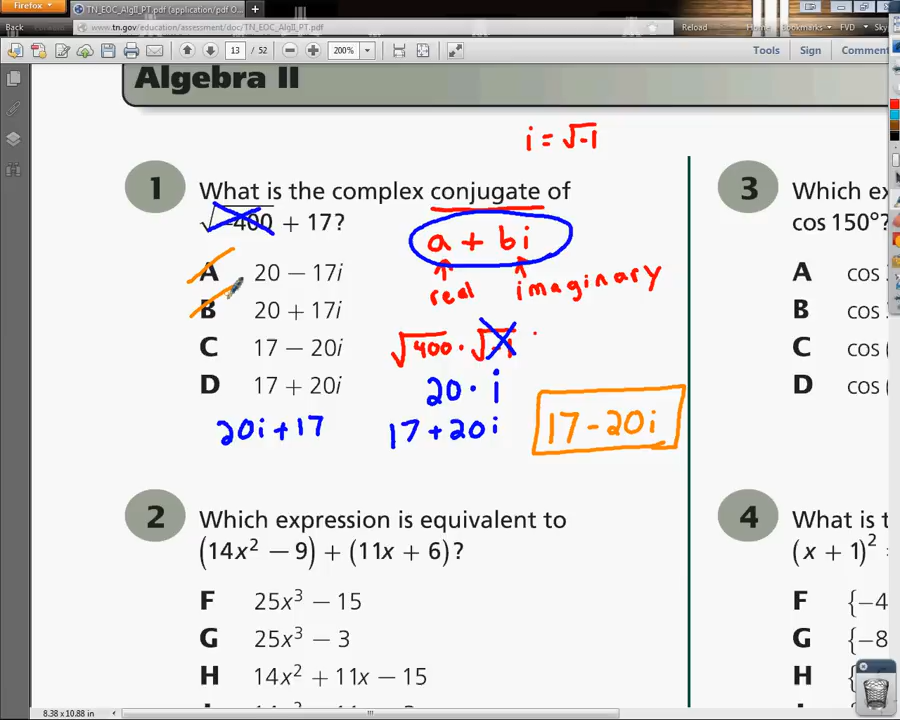 Firefox
TN_EOC_AlgII_PT.pdf (application/pdf O...
Back
www.tn.gov/education/assessment/doc/TN_EOC_AlgII_PT.pdf
Reload
Home
Bookmarks
FVD
Sky
13 / 52
200%
Tools
Sign
Comment
Algebra II
i = √-1
1
What is the complex conjugate of
√-400 + 17?
a + bi
real
imaginary
A 20 − 17i
B 20 + 17i
C 17 − 20i
D 17 + 20i
√400 · √-1
20 · i
20i + 17
17 + 20i
17 - 20i
2
Which expression is equivalent to
(14x² − 9) + (11x + 6)?
F 25x³ − 15
G 25x³ − 3
H 14x² + 11x − 15
3
Which ex
cos 150°?
A cos
B cos
C cos (
D cos (
4
What is t
(x + 1)² =
F {−4
G {−8
H {
8.38 x 10.88 in